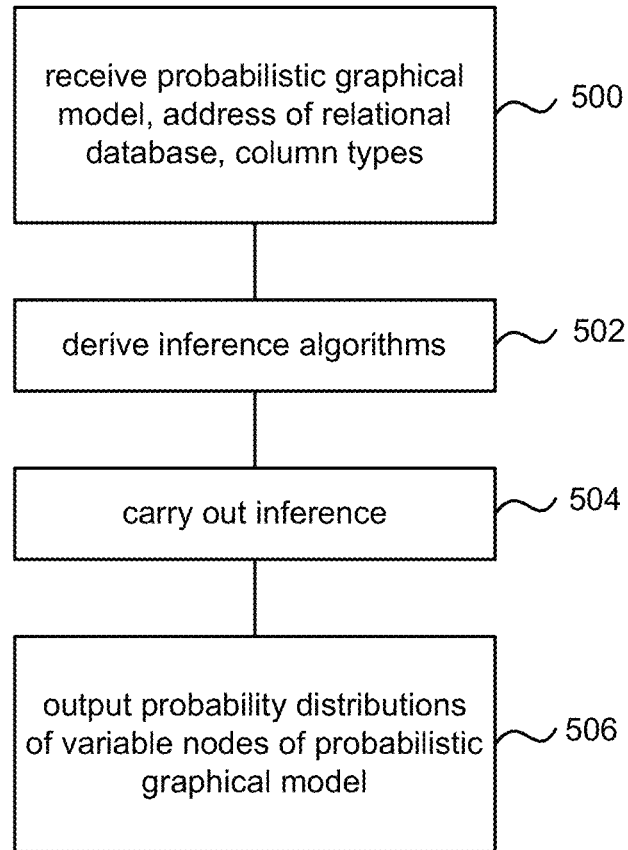 receive probabilistic graphical
model, address of relational
database, column types
500
derive inference algorithms
502
carry out inference
504
output probability distributions
of variable nodes of probabilistic
graphical model
506